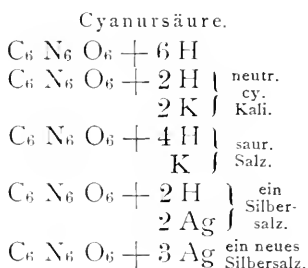 Cyanursäure.
C₆ N₆ O₆ + 6 H
C₆ N₆ O₆ + 2 H } neutr.
2 K } cy. Kali.
C₆ N₆ O₆ + 4 H } saur.
K } Salz.
C₆ N₆ O₆ + 2 H } ein Silber-
2 Ag } salz.
C₆ N₆ O₆ + 3 Ag ein neues Silbersalz.